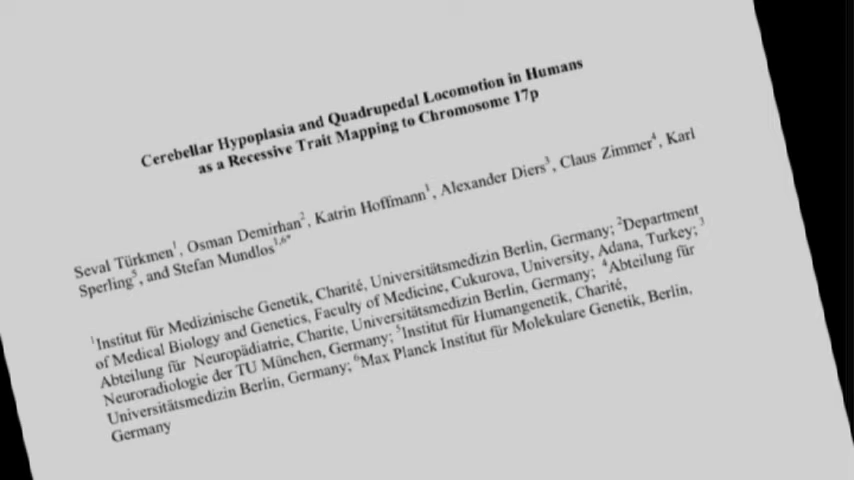 Cerebellar Hypoplasia and Quadrupedal Locomotion in Humans
as a Recessive Trait Mapping to Chromosome 17p
Seval Türkmen¹, Osman Demirhan², Katrin Hoffmann¹, Alexander Diers³, Claus Zimmer⁴, Karl
Sperling⁵, and Stefan Mundlos¹,⁶*
¹Institut für Medizinische Genetik, Charité, Universitätsmedizin Berlin, Germany; ²Department
of Medical Biology and Genetics, Faculty of Medicine, Cukurova, University, Adana, Turkey; ³
Abteilung für Neuropädiatrie, Charite, Universitätsmedizin Berlin, Germany; ⁴Abteilung für
Neuroradiologie der TU München, Germany; ⁵Institut für Humangenetik, Charité,
Universitätsmedizin Berlin, Germany; ⁶Max Planck Institut für Molekulare Genetik, Berlin,
Germany